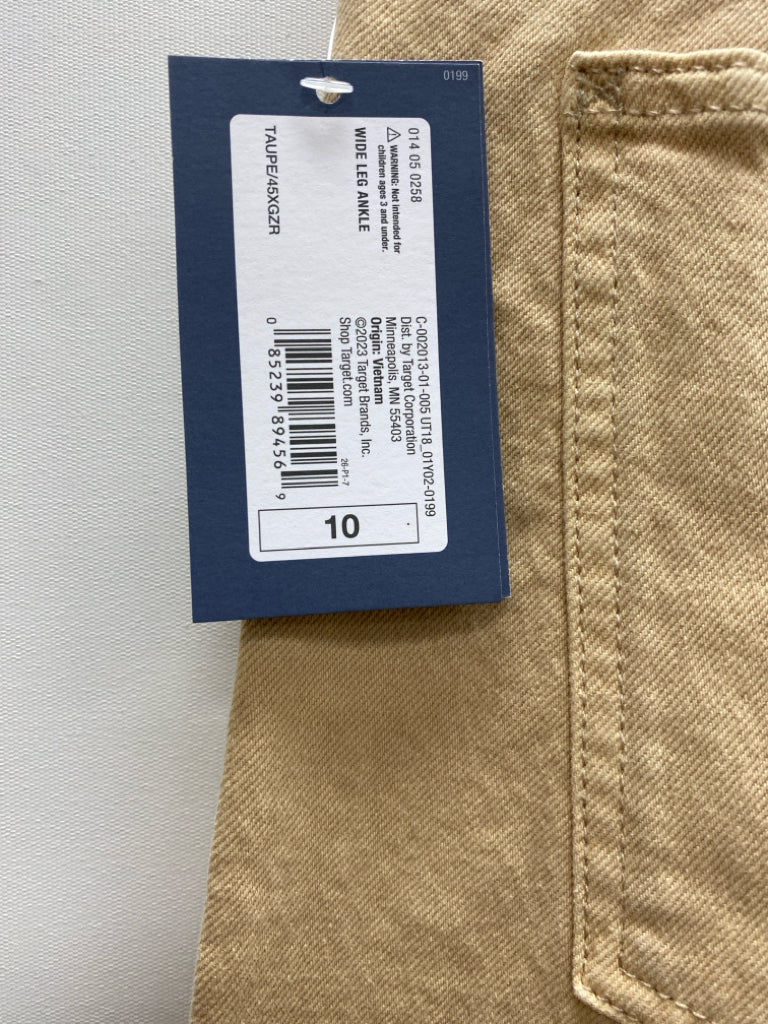 0199
014 05 0258
⚠ WARNING: Not intended for
children ages 3 and under.
WIDE LEG ANKLE
TAUPE/45XGZR
C-002013-01-005 UT18_01Y02-0199
Dist. by Target Corporation
Minneapolis, MN 55403
Origin: Vietnam
©2023 Target Brands, Inc.
Shop Target.com
26-P1-7
0 85239 89456 9
10